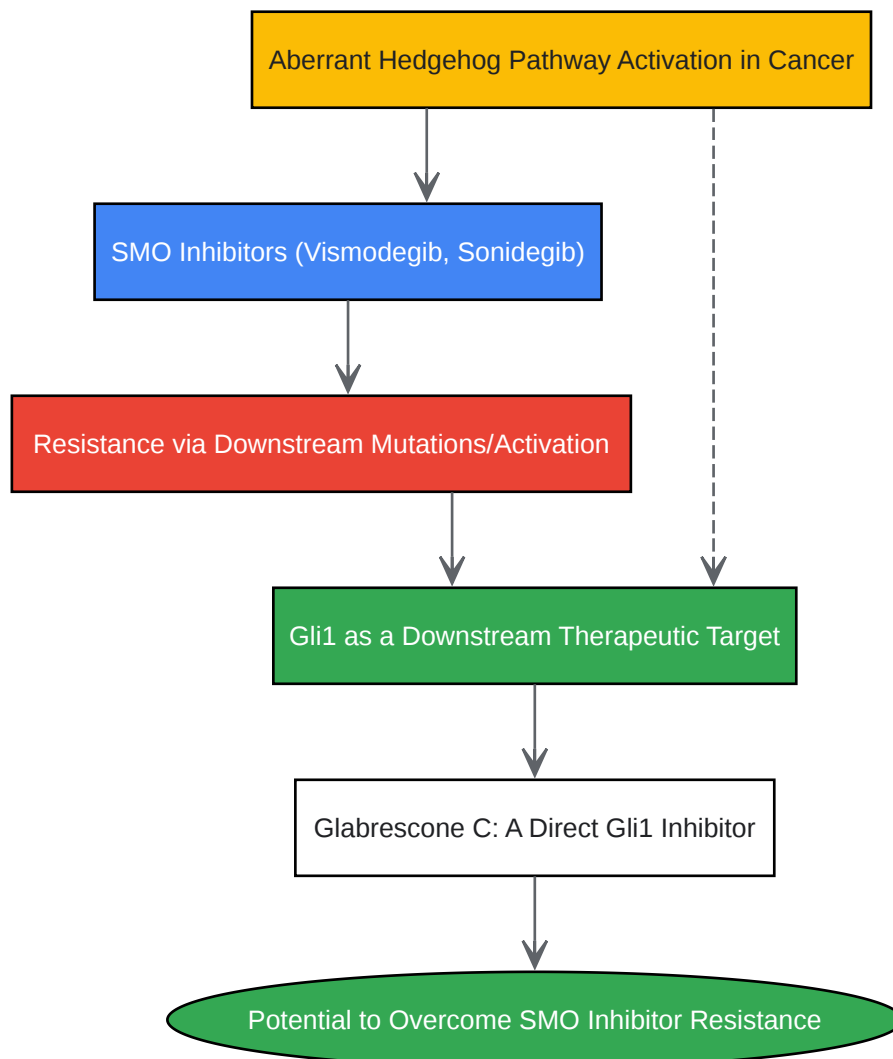 Aberrant Hedgehog Pathway Activation in Cancer
SMO Inhibitors (Vismodegib, Sonidegib)
Resistance via Downstream Mutations/Activation
Gli1 as a Downstream Therapeutic Target
Glabrescone C: A Direct Gli1 Inhibitor
Potential to Overcome SMO Inhibitor Resistance